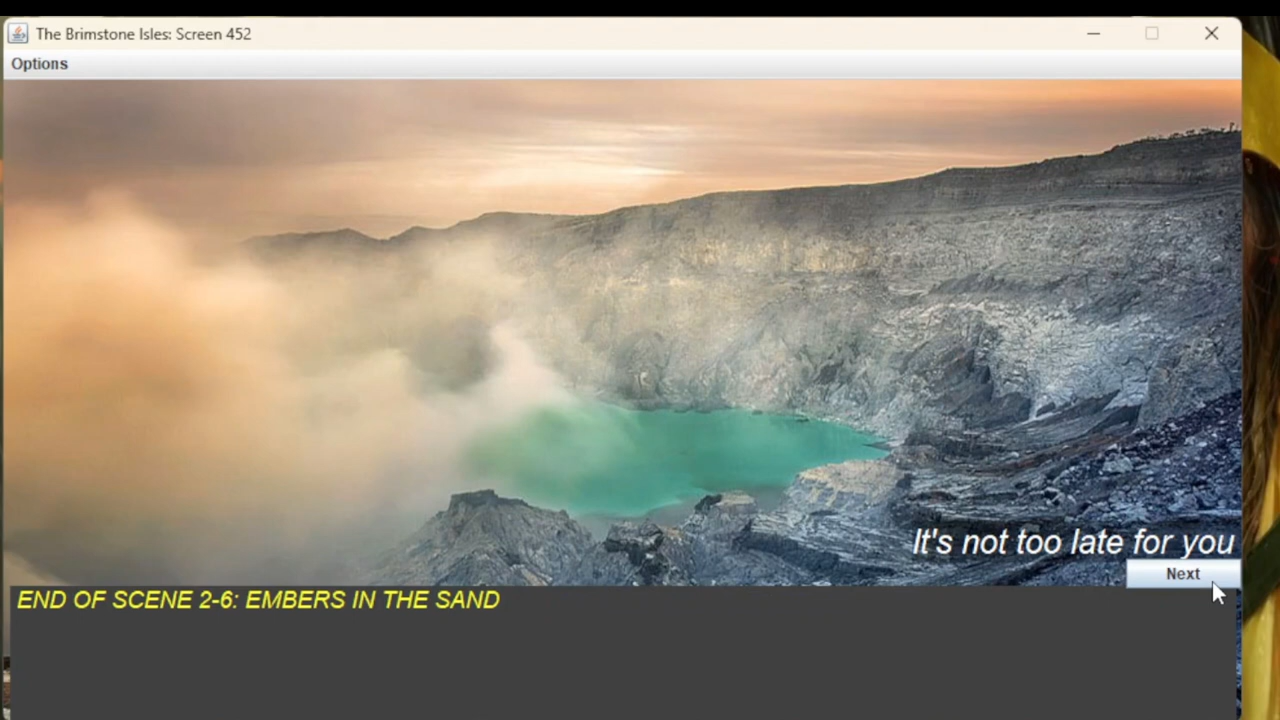 The Brimstone Isles: Screen 452
Options
It's not too late for you
Next
END OF SCENE 2-6: EMBERS IN THE SAND